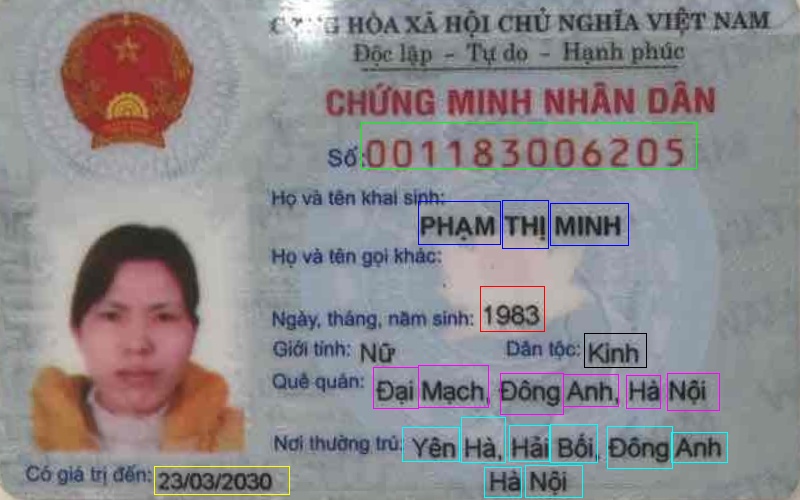 HÒA XÃ HỘI CHỦ NGHĨA VIỆT NAM
Độc lập - Tự do - Hạnh phúc
CHỨNG MINH NHÂN DÂN
Số: 001183006205
Họ và tên khai sinh:
PHẠM THỊ MINH
Họ và tên gọi khác:
Ngày, tháng, năm sinh: 1983
Giới tính: Nữ Dân tộc: Kinh
Quê quán: Đại Mạch, Đông Anh, Hà Nội
Nơi thường trú: Yên Hà, Hải Bối, Đông Anh
Hà Nội
Có giá trị đến: 23/03/2030